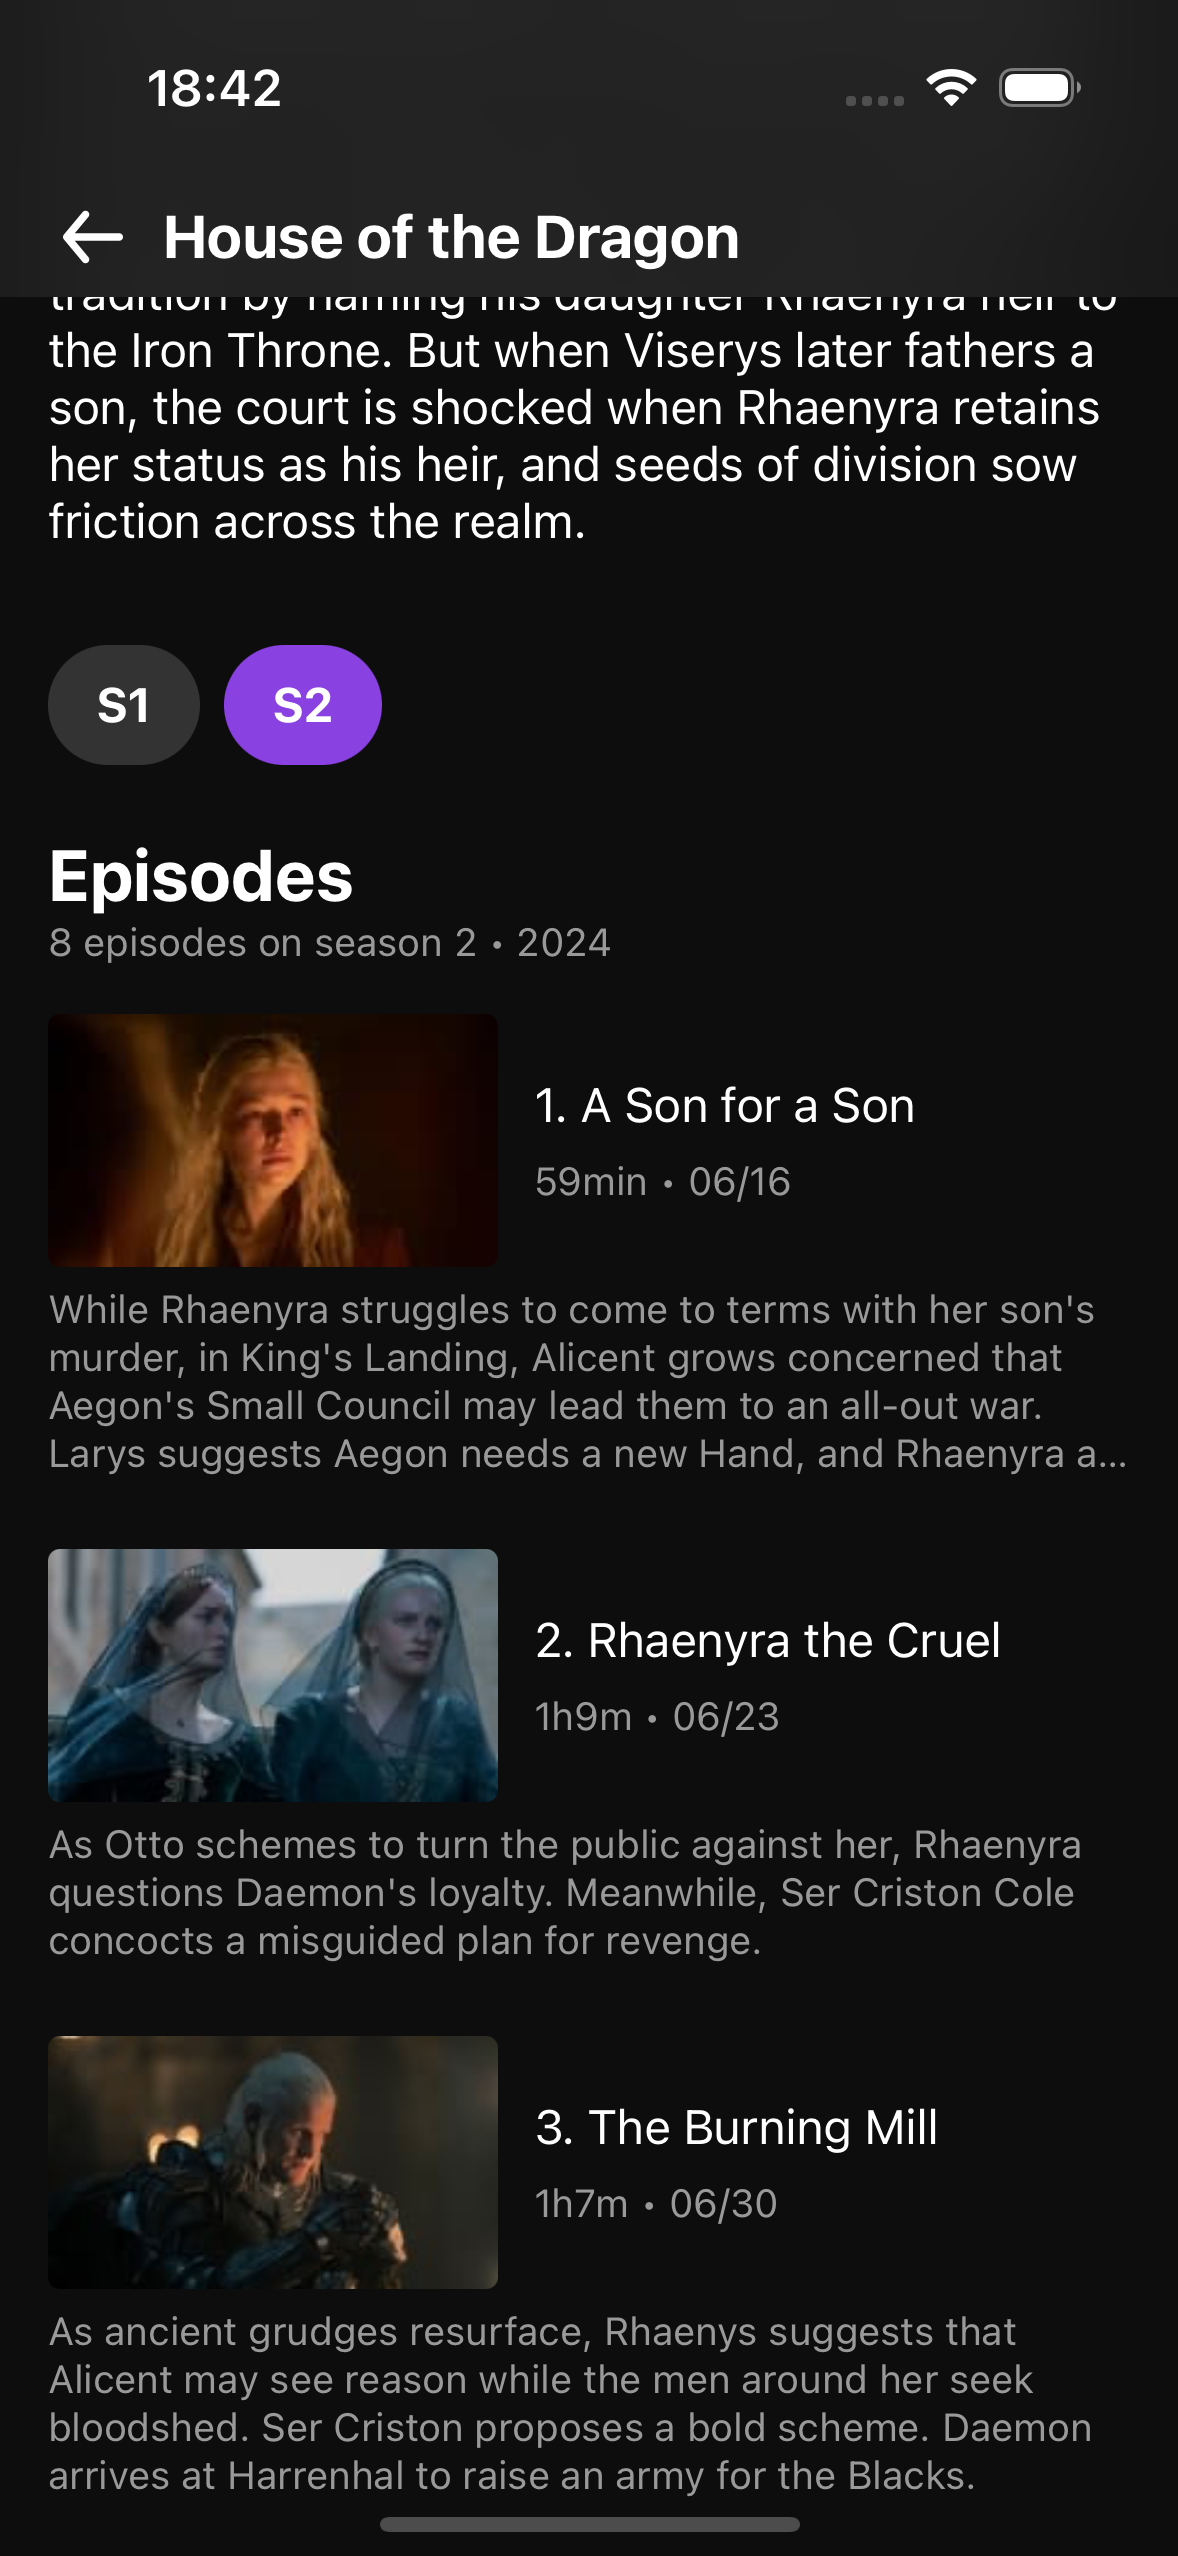 18:42
House of the Dragon
tradition by naming his daughter Rhaenyra heir to
the Iron Throne. But when Viserys later fathers a
son, the court is shocked when Rhaenyra retains
her status as his heir, and seeds of division sow
friction across the realm.
S1
S2
Episodes
8 episodes on season 2 • 2024
1. A Son for a Son
59min • 06/16
While Rhaenyra struggles to come to terms with her son's
murder, in King's Landing, Alicent grows concerned that
Aegon's Small Council may lead them to an all-out war.
Larys suggests Aegon needs a new Hand, and Rhaenyra a...
2. Rhaenyra the Cruel
1h9m • 06/23
As Otto schemes to turn the public against her, Rhaenyra
questions Daemon's loyalty. Meanwhile, Ser Criston Cole
concocts a misguided plan for revenge.
3. The Burning Mill
1h7m • 06/30
As ancient grudges resurface, Rhaenys suggests that
Alicent may see reason while the men around her seek
bloodshed. Ser Criston proposes a bold scheme. Daemon
arrives at Harrenhal to raise an army for the Blacks.